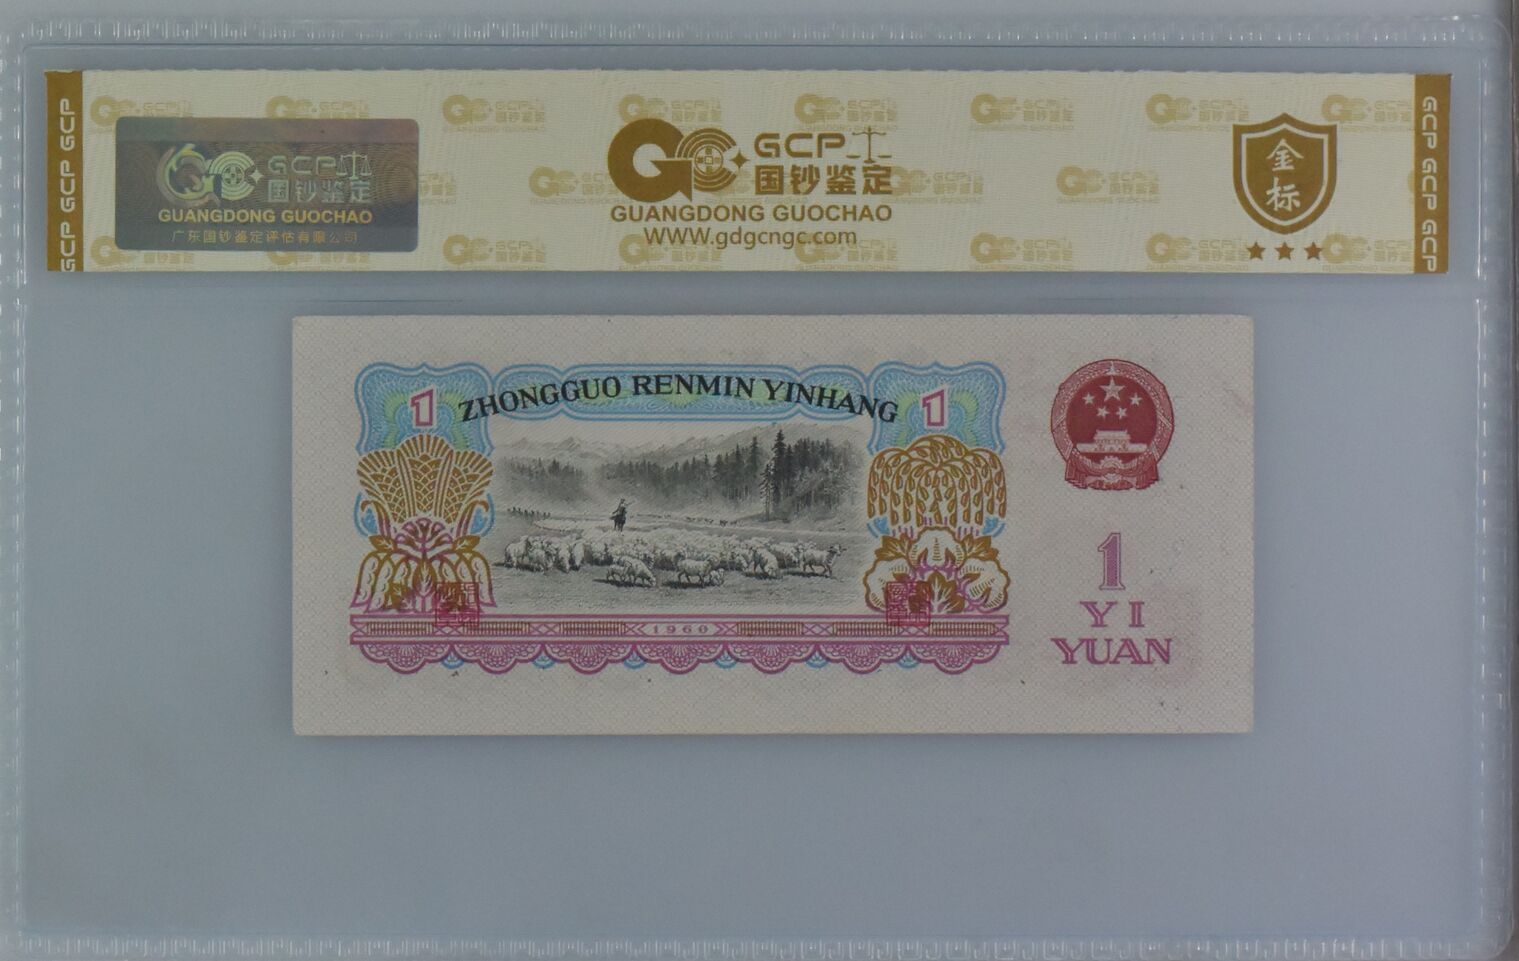 GCP GCP GCP
GCP
国钞鉴定
GUANGDONG GUOCHAO
广东国钞鉴定评估有限公司
GCP
国钞鉴定
GUANGDONG GUOCHAO
WWW.gdgcngc.com
金
标
GCP GCP GCP
ZHONGGUO RENMIN YINHANG
1
1
1960
1
YI
YUAN